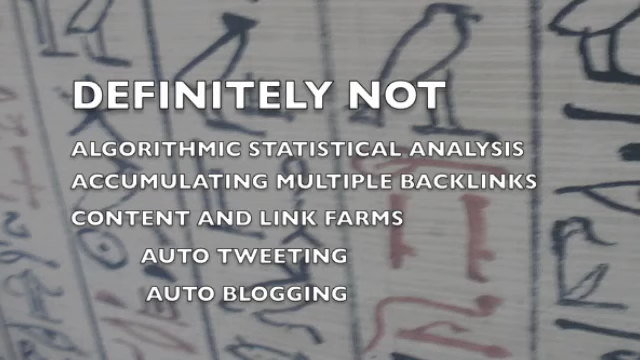 DEFINITELY NOT
ALGORITHMIC STATISTICAL ANALYSIS
ACCUMULATING MULTIPLE BACKLINKS
CONTENT AND LINK FARMS
AUTO TWEETING
AUTO BLOGGING